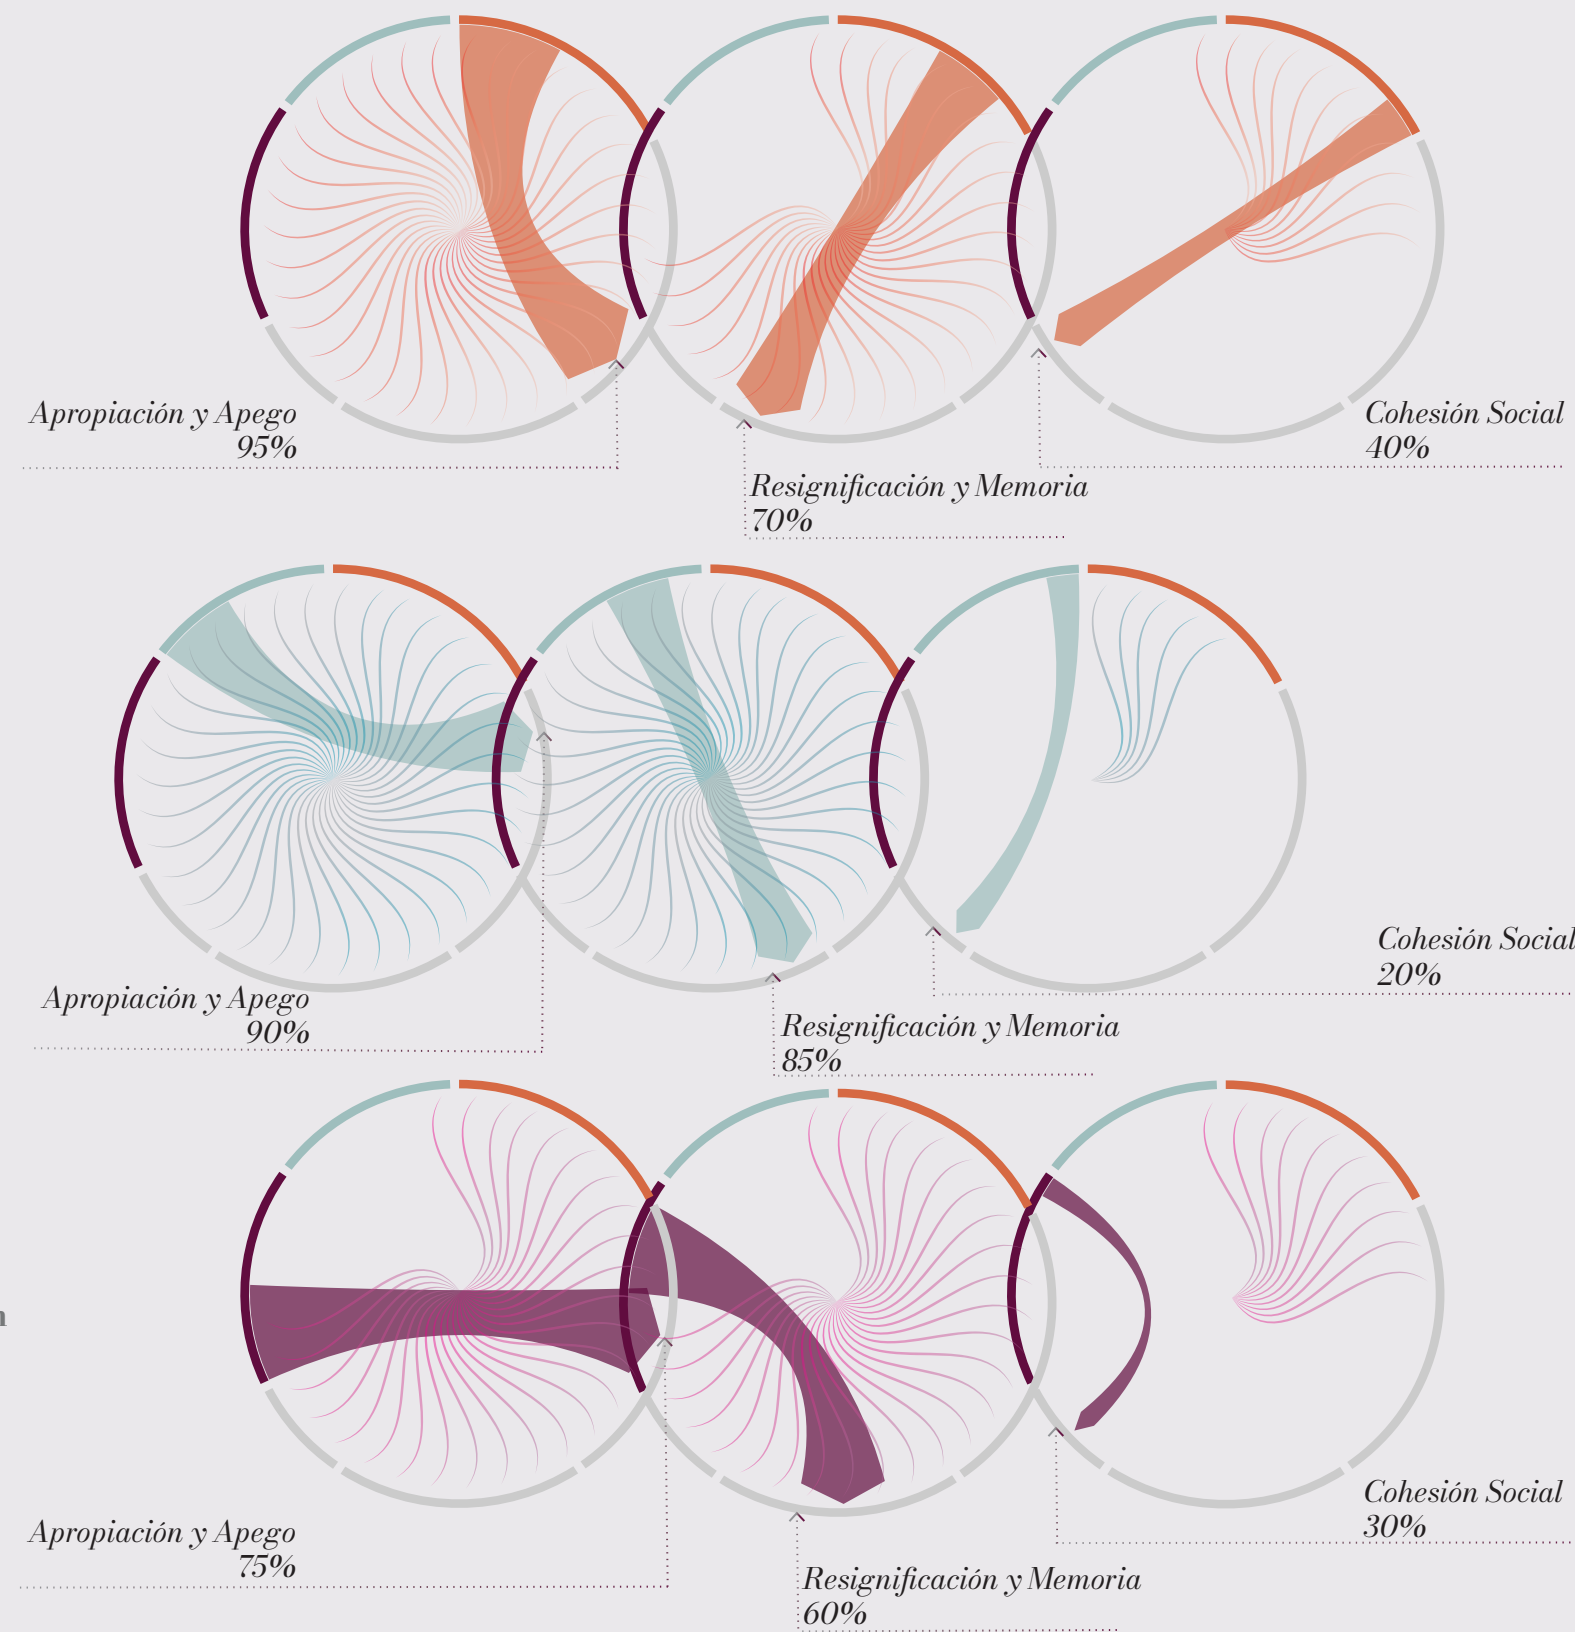 Apropiación y Apego
95%
Cohesión Social
40%
Resignificación y Memoria
70%
Cohesión Social
20%
Apropiación y Apego
90%
Resignificación y Memoria
85%
Cohesión Social
30%
Apropiación y Apego
75%
Resignificación y Memoria
60%